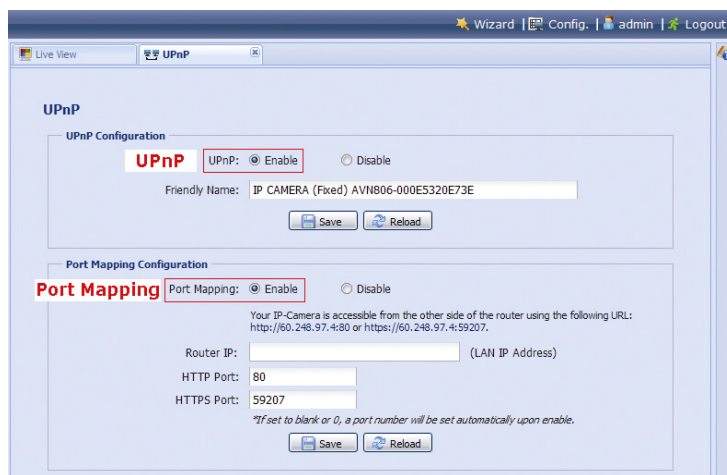 Wizard | Config. | admin | Logout
Live View UPnP
UPnP
UPnP Configuration
UPnP UPnP: Enable Disable
Friendly Name: IP CAMERA (Fixed) AVN806-000E5320E73E
Save Reload
Port Mapping Configuration
Port Mapping Port Mapping: Enable Disable
Your IP-Camera is accessible from the other side of the router using the following URL:
http://60.248.97.4:80 or https://60.248.97.4:59207.
Router IP: (LAN IP Address)
HTTP Port: 80
HTTPS Port: 59207
*If set to blank or 0, a port number will be set automatically upon enable.
Save Reload